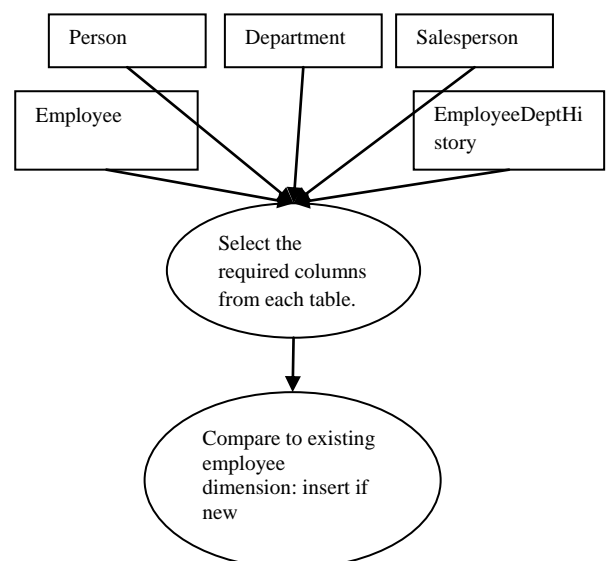 Person
Department
Salesperson
Employee
EmployeeDeptHi
story
Select the
required columns
from each table.
Compare to existing
employee
dimension: insert if
new